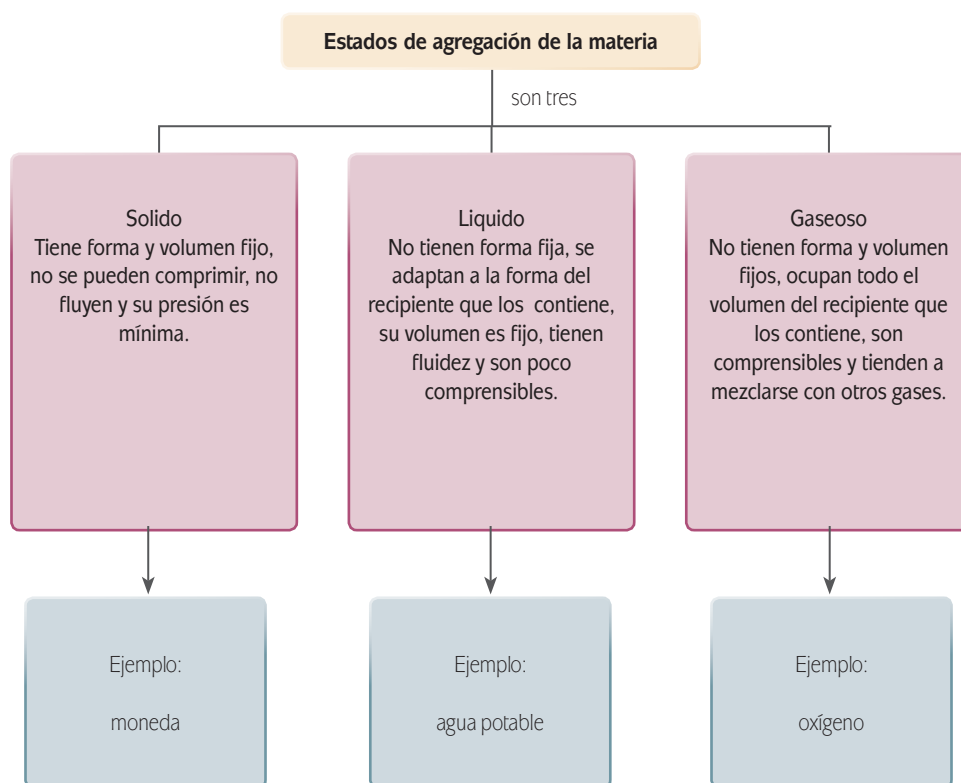 Estados de agregación de la materia
son tres
Solido
Tiene forma y volumen fijo,
no se pueden comprimir, no
fluyen y su presión es
mínima.
Liquido
No tienen forma fija, se
adaptan a la forma del
recipiente que los contiene,
su volumen es fijo, tienen
fluidez y son poco
comprensibles.
Gaseoso
No tienen forma y volumen
fijos, ocupan todo el
volumen del recipiente que
los contiene, son
comprensibles y tienden a
mezclarse con otros gases.
Ejemplo:
moneda
Ejemplo:
agua potable
Ejemplo:
oxígeno